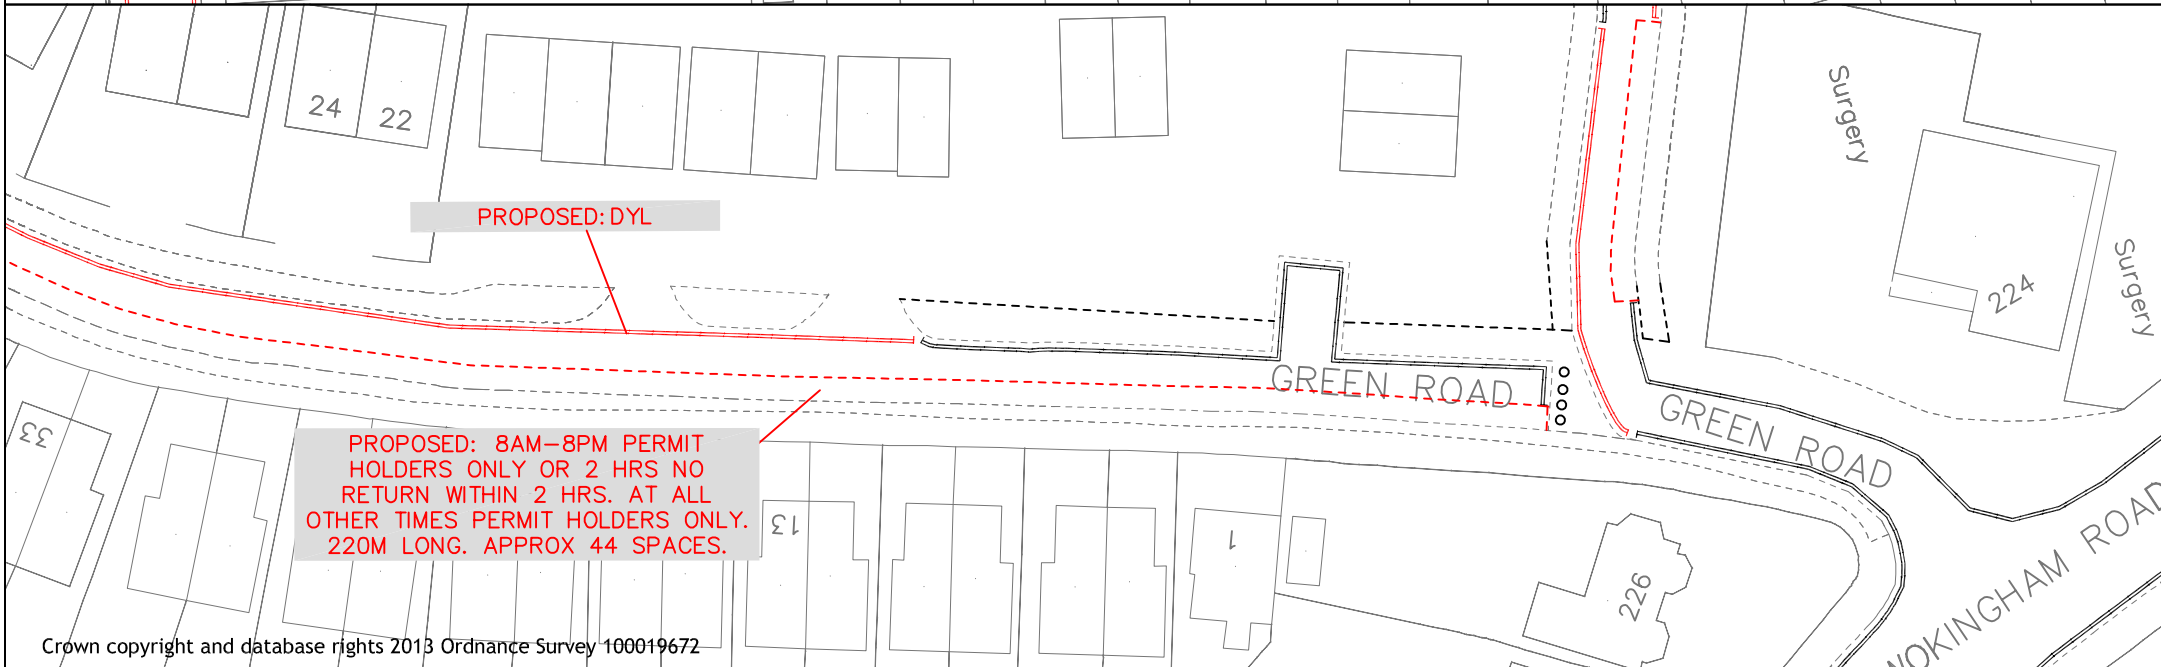 24
22
Surgery
PROPOSED: DYL
Surgery
224
GREEN ROAD
GREEN ROAD
33
PROPOSED: 8AM-8PM PERMIT
HOLDERS ONLY OR 2 HRS NO
RETURN WITHIN 2 HRS. AT ALL
OTHER TIMES PERMIT HOLDERS ONLY.
220M LONG. APPROX 44 SPACES.
13
1
226
WOKINGHAM ROAD
Crown copyright and database rights 2013 Ordnance Survey 100019672